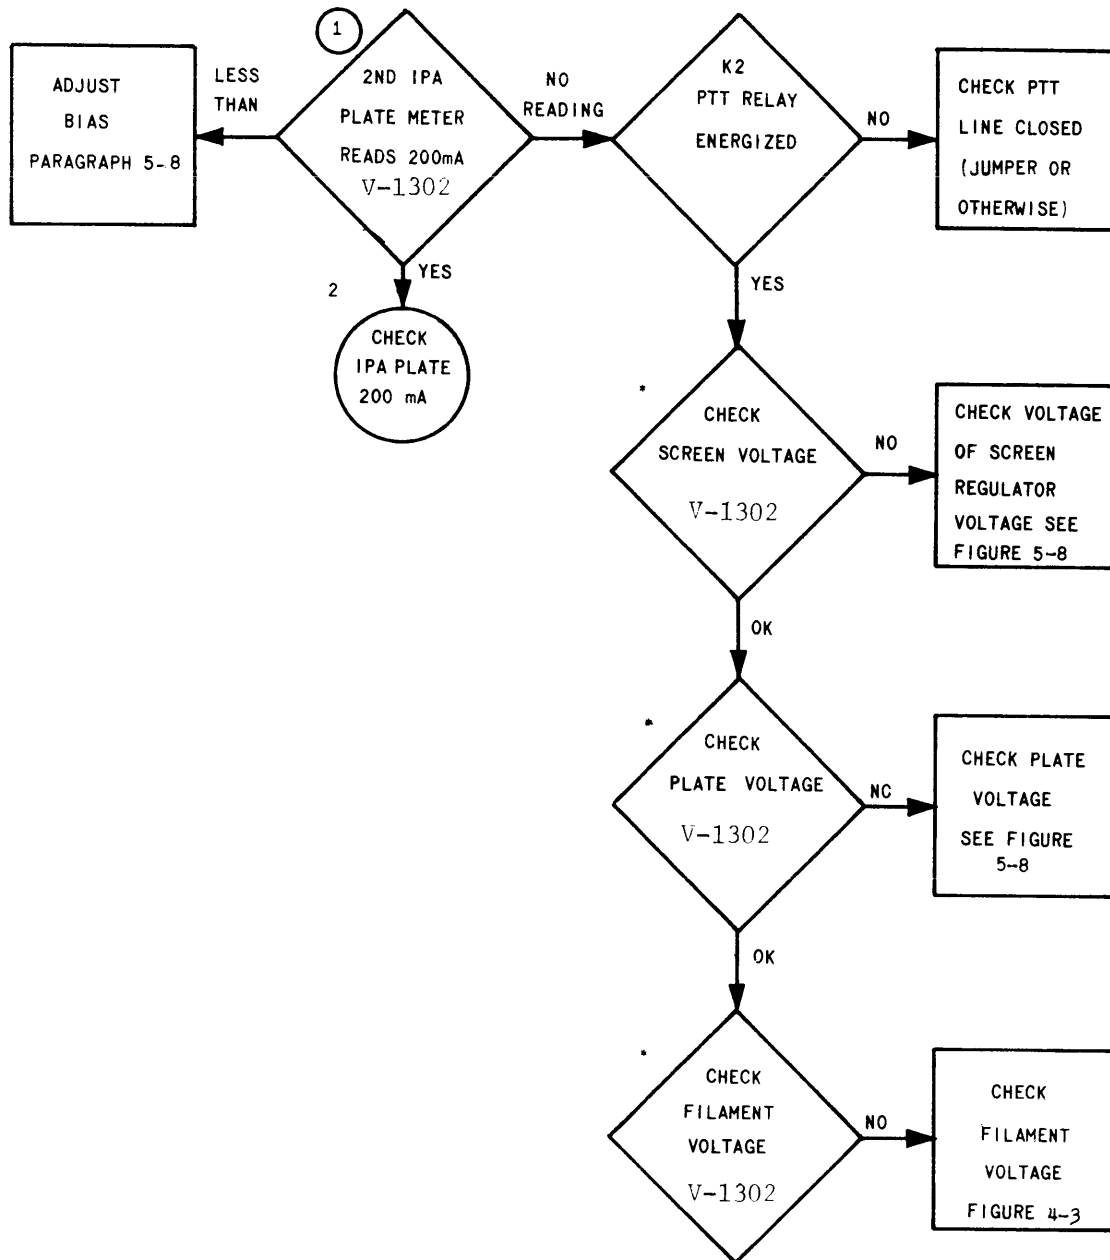 1
ADJUST
BIAS
PARAGRAPH 5-8
LESS
THAN
2ND IPA
PLATE METER
READS 200mA
V-1302
NO
READING
K2
PTT RELAY
ENERGIZED
NO
CHECK PTT
LINE CLOSED
(JUMPER OR
OTHERWISE)
YES
2
CHECK
IPA PLATE
200 mA
YES
*
CHECK
SCREEN VOLTAGE
V-1302
NO
CHECK VOLTAGE
OF SCREEN
REGULATOR
VOLTAGE SEE
FIGURE 5-8
OK
*
CHECK
PLATE VOLTAGE
V-1302
NC
CHECK PLATE
VOLTAGE
SEE FIGURE
5-8
OK
*
CHECK
FILAMENT
VOLTAGE
V-1302
NO
CHECK
FILAMENT
VOLTAGE
FIGURE 4-3